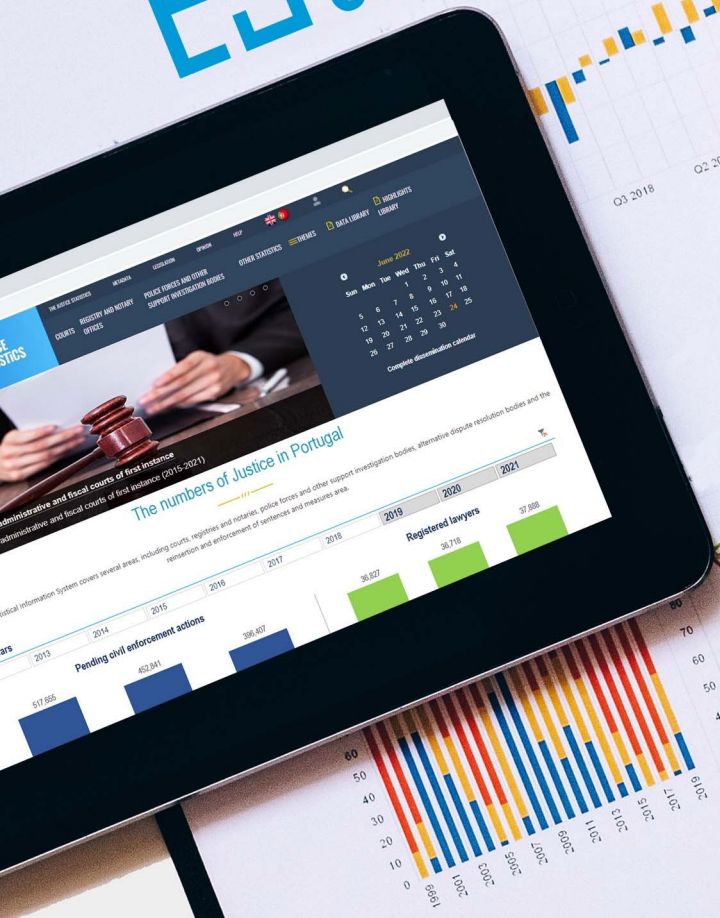 Q3 2018
THE JUSTICE STATISTICS
METADATA
LEGISLATION
OPINION
HELP
COURTS
REGISTRY AND NOTARY
OFFICES
POLICE FORCES AND OTHER
SUPPORT INVESTIGATION BODIES
OTHER STATISTICS
THEMES
DATA LIBRARY
HIGHLIGHTS
LIBRARY
June 2022
Sun Mon Tue Wed Thu Fri Sat
1 2 3 4
5 6 7 8 9 10 11
12 13 14 15 16 17 18
19 20 21 22 23 24 25
26 27 28 29 30
Complete dissemination calendar
administrative and fiscal courts of first instance
administrative and fiscal courts of first instance (2015-2021)
The numbers of Justice in Portugal
Information System covers several areas, including courts, registries and notaries, police forces and other support investigation bodies, alternative dispute resolution bodies and the
reinsertion and enforcement of sentences and measures area.
2013 2014 2015 2016 2017 2018 2019 2020 2021
Pending civil enforcement actions
517,655 452,841 396,407
Registered lawyers
36,827 36,718 37,888
80
70
60
50
60
50
40
30
20
10
0
1999 2001 2003 2005 2007 2009 2011 2013 2015 2017 2019